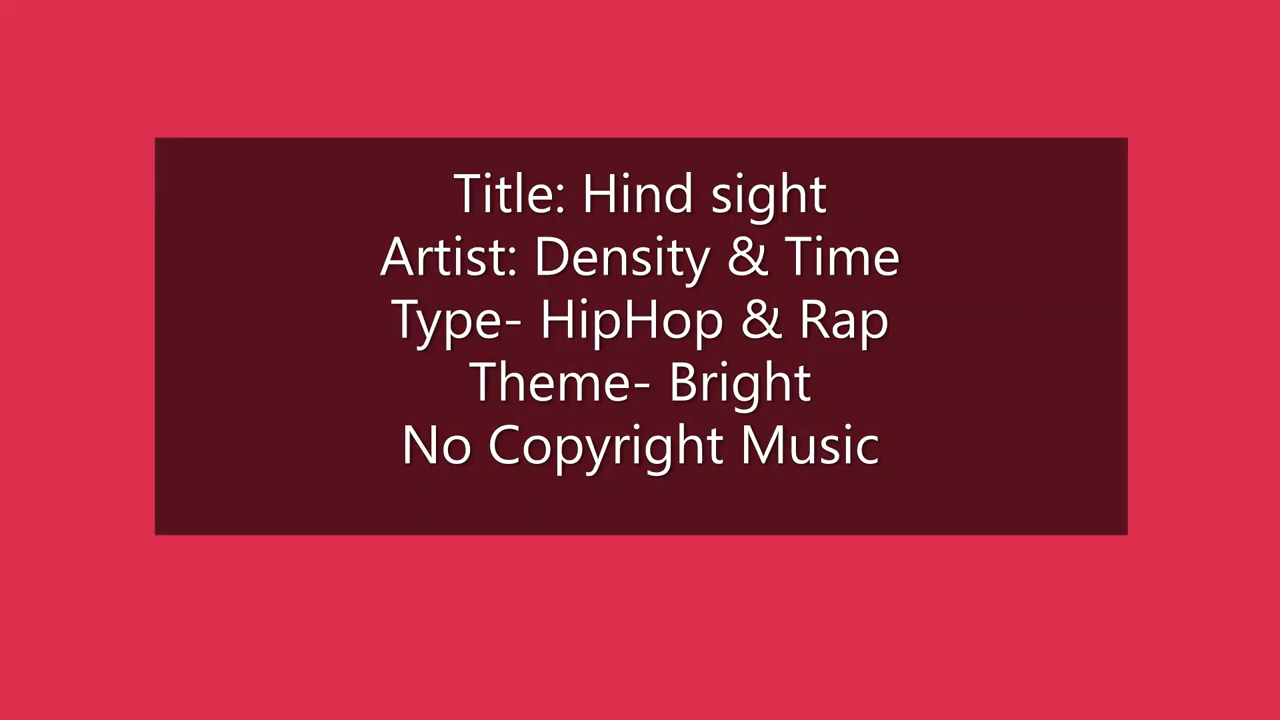 Title: Hind sight
Artist: Density & Time
Type- HipHop & Rap
Theme- Bright
No Copyright Music